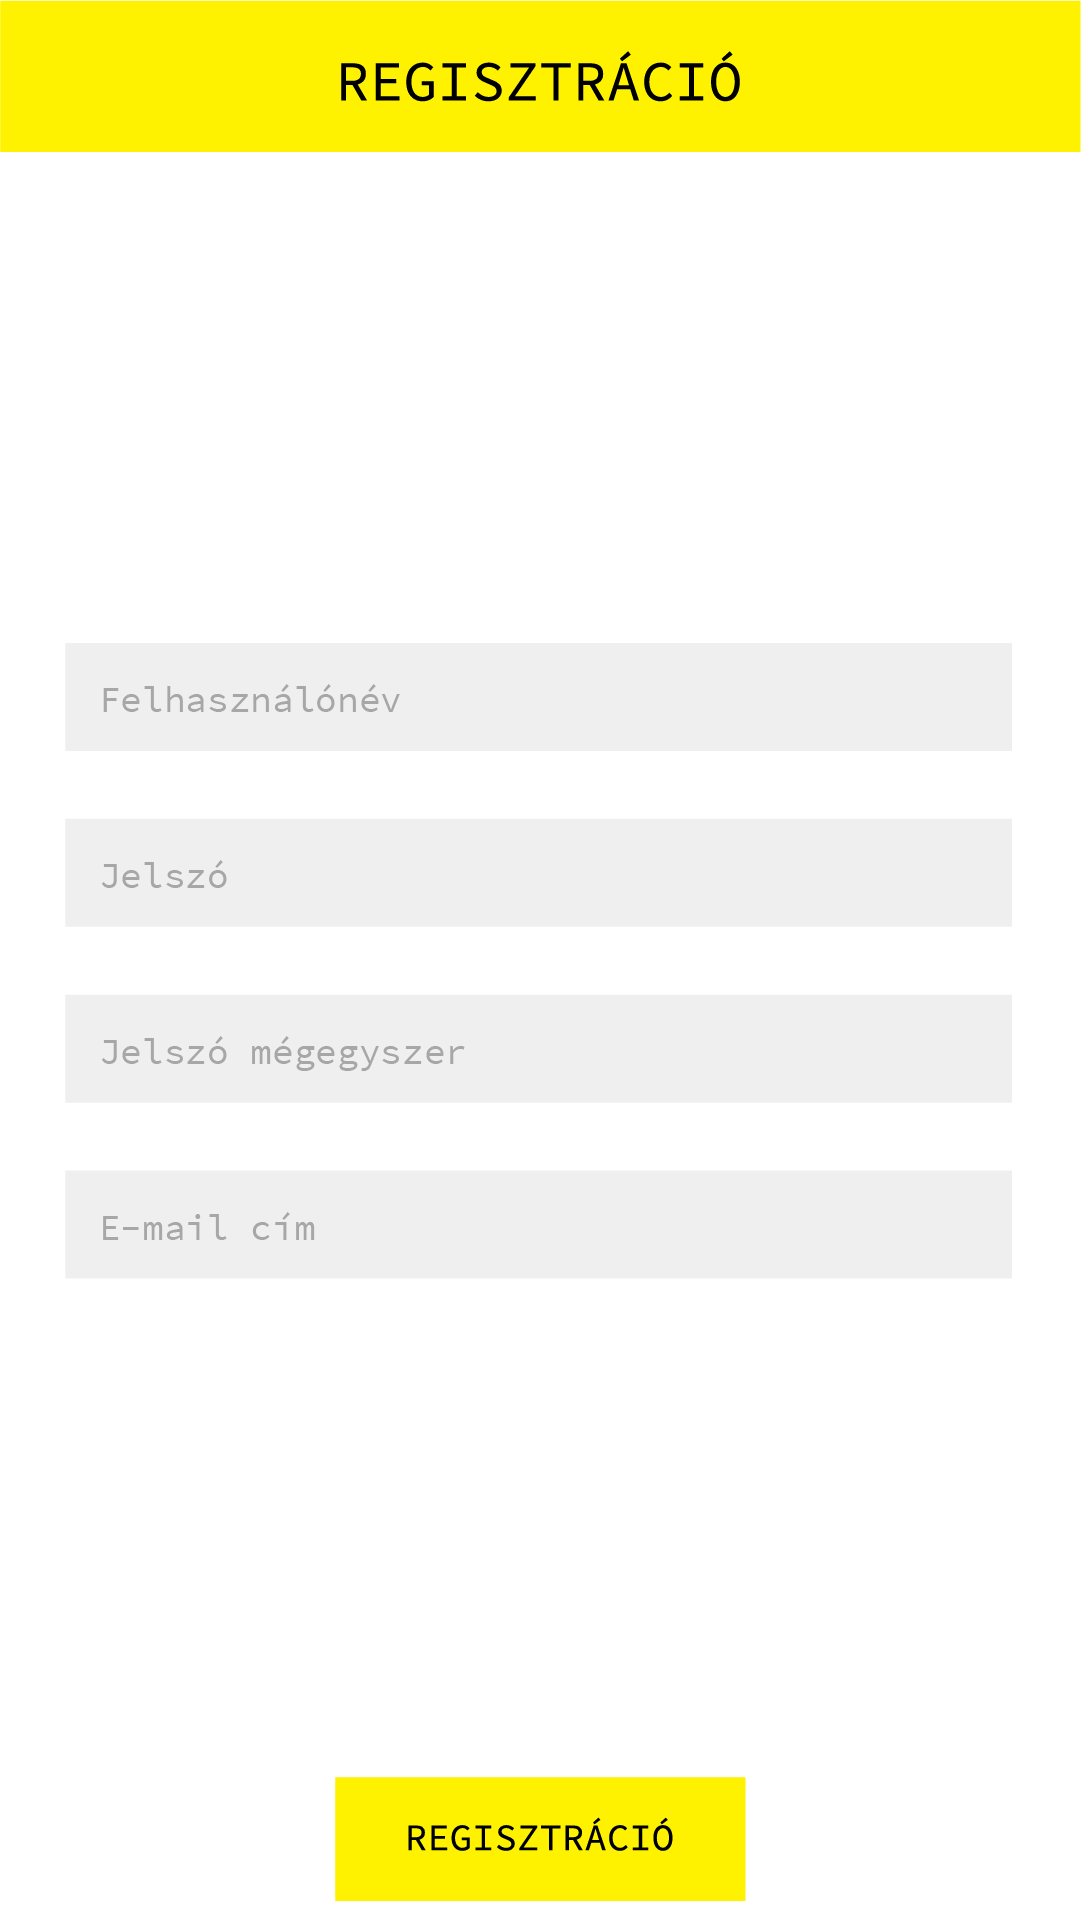 REGISZTRÁCIÓ
Felhasználónév
Jelszó
Jelszó mégegyszer
E-mail cím
REGISZTRÁCIÓ